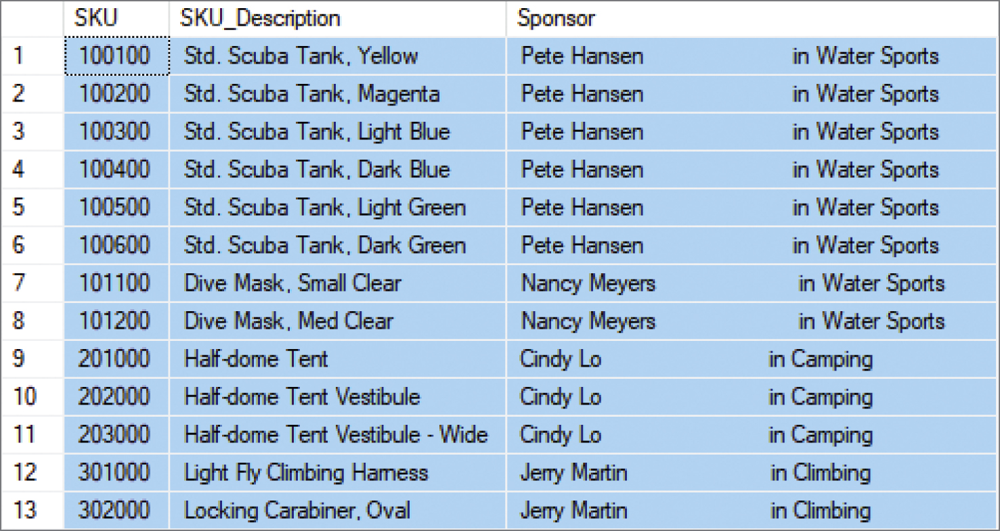 SKU SKU_Description Sponsor
1 100100 Std. Scuba Tank, Yellow Pete Hansen in Water Sports
2 100200 Std. Scuba Tank, Magenta Pete Hansen in Water Sports
3 100300 Std. Scuba Tank, Light Blue Pete Hansen in Water Sports
4 100400 Std. Scuba Tank, Dark Blue Pete Hansen in Water Sports
5 100500 Std. Scuba Tank, Light Green Pete Hansen in Water Sports
6 100600 Std. Scuba Tank, Dark Green Pete Hansen in Water Sports
7 101100 Dive Mask, Small Clear Nancy Meyers in Water Sports
8 101200 Dive Mask, Med Clear Nancy Meyers in Water Sports
9 201000 Half-dome Tent Cindy Lo in Camping
10 202000 Half-dome Tent Vestibule Cindy Lo in Camping
11 203000 Half-dome Tent Vestibule - Wide Cindy Lo in Camping
12 301000 Light Fly Climbing Harness Jerry Martin in Climbing
13 302000 Locking Carabiner, Oval Jerry Martin in Climbing